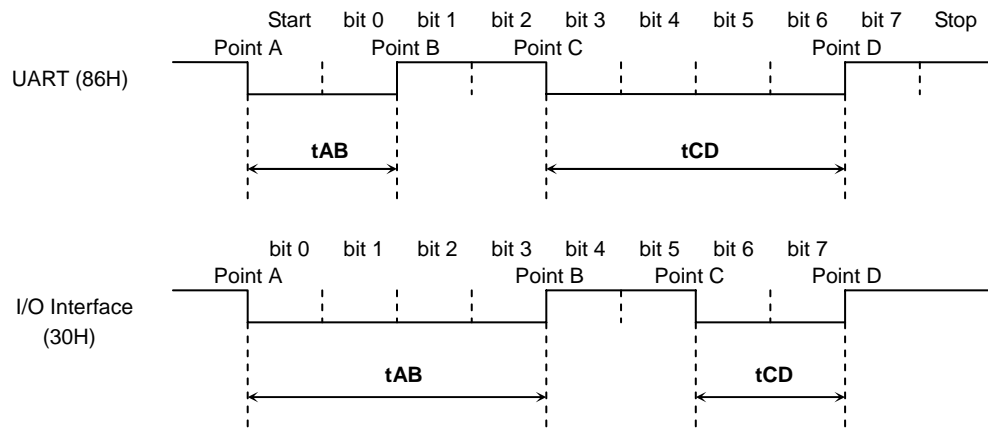 Start bit 0 bit 1 bit 2 bit 3 bit 4 bit 5 bit 6 bit 7 Stop
Point A Point B Point C Point D
UART (86H)
tAB tCD
bit 0 bit 1 bit 2 bit 3 bit 4 bit 5 bit 6 bit 7
Point A Point B Point C Point D
I/O Interface
(30H)
tAB tCD